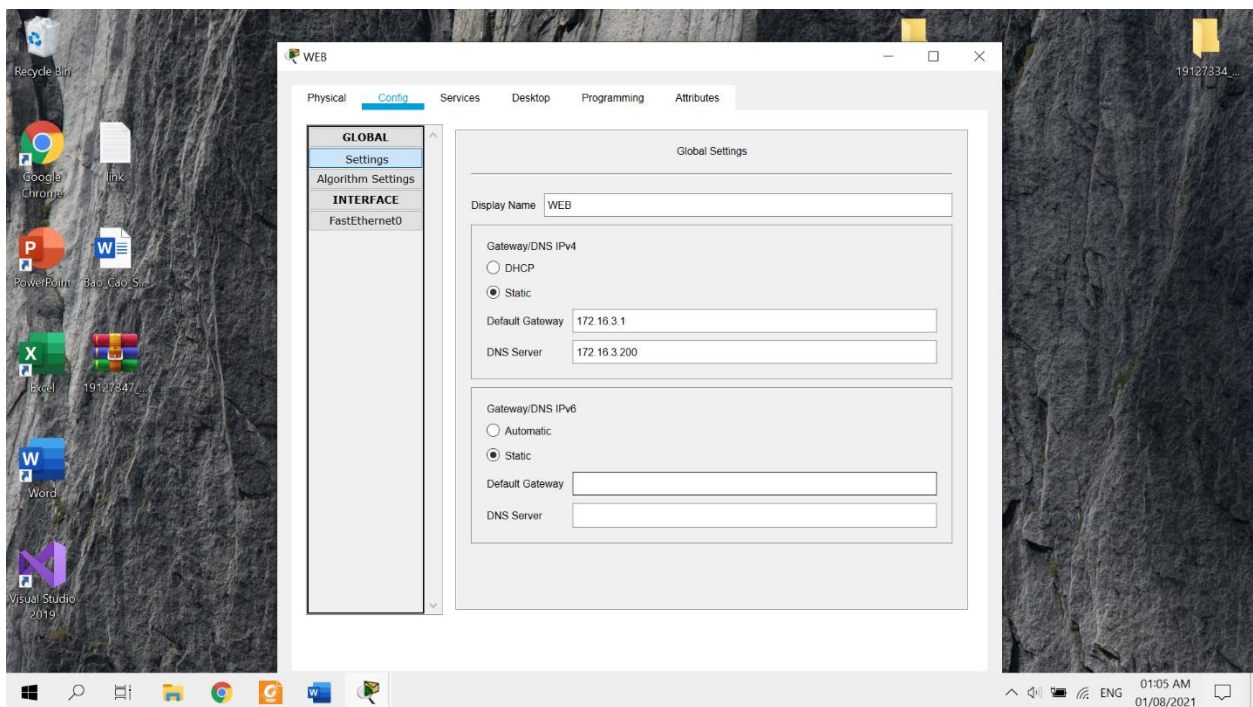 Recycle Bin
19127334_...
Google
Chrome
link
PowerPoint
Bao_Cao_S...
Excel
19127347_...
Word
Visual Studio
2019
WEB
Physical Config Services Desktop Programming Attributes
GLOBAL
Settings
Algorithm Settings
INTERFACE
FastEthernet0
Global Settings
Display Name WEB
Gateway/DNS IPv4
DHCP
Static
Default Gateway 172.16.3.1
DNS Server 172.16.3.200
Gateway/DNS IPv6
Automatic
Static
Default Gateway
DNS Server
ENG
01:05 AM
01/08/2021